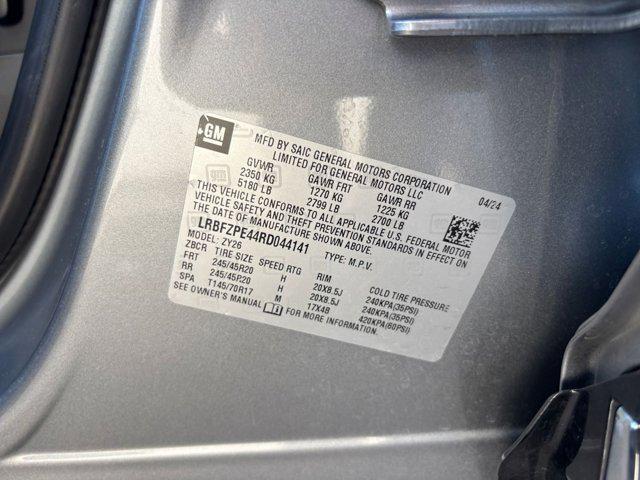 GM
MFD BY SAIC GENERAL MOTORS CORPORATION
LIMITED FOR GENERAL MOTORS LLC
04/24
GVWR GAWR FRT GAWR RR
2350 KG 1270 KG 1225 KG
5180 LB 2799 LB 2700 LB
THIS VEHICLE CONFORMS TO ALL APPLICABLE U.S. FEDERAL MOTOR
VEHICLE SAFETY AND THEFT PREVENTION STANDARDS IN EFFECT ON
THE DATE OF MANUFACTURE SHOWN ABOVE.
LRBFZPE44RD044141 TYPE: M.P.V.
MODEL: ZY26
ZBCR TIRE SIZE SPEED RTG RIM COLD TIRE PRESSURE
FRT 245/45R20 H 20X8.5J 240KPA(35PSI)
RR 245/45R20 H 20X8.5J 240KPA(35PSI)
SPA T145/70R17 17X4B 420KPA(60PSI)
SEE OWNER'S MANUAL FOR MORE INFORMATION.